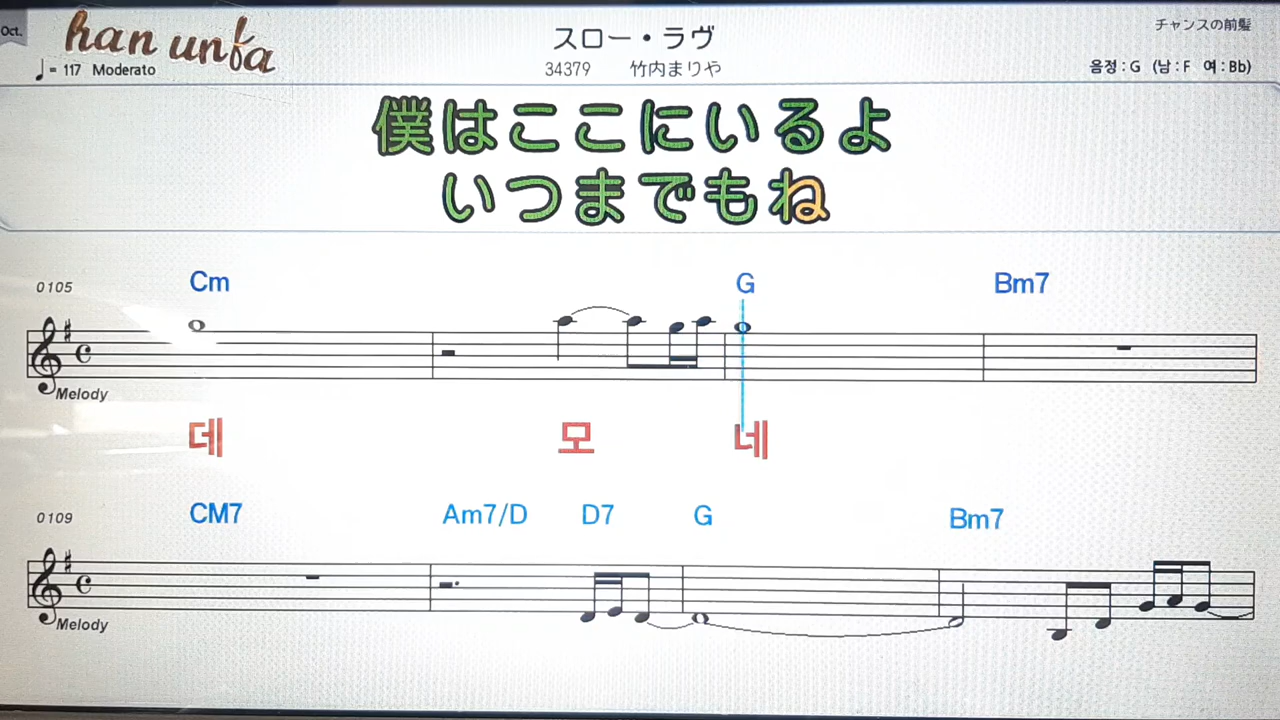 Oct.
han unfa
スロー・ラヴ
チャンスの前髪
♩= 117 Moderato
34379 竹内まりや
음정 : G (남 : F 여 : Bb)
僕はここにいるよ
いつまでもね
0105 Cm G Bm7
Melody
데 모 네
0109 CM7 Am7/D D7 G Bm7
Melody